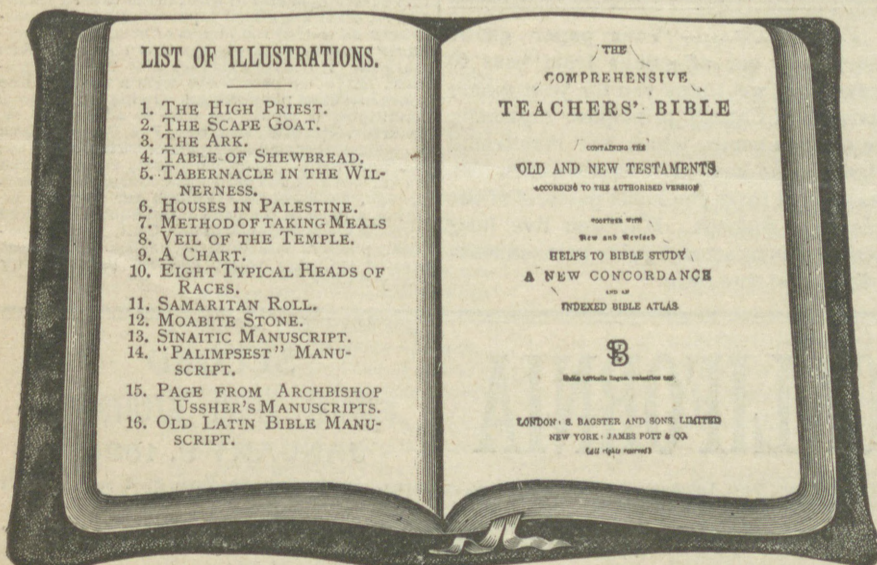 LIST OF ILLUSTRATIONS.
1. THE HIGH PRIEST.
2. THE SCAPE GOAT.
3. THE ARK.
4. TABLE OF SHEWBREAD.
5. TABERNACLE IN THE WIL-
NERNESS.
6. HOUSES IN PALESTINE.
7. METHOD OF TAKING MEALS
8. VEIL OF THE TEMPLE.
9. A CHART.
10. EIGHT TYPICAL HEADS OF
RACES.
11. SAMARITAN ROLL.
12. MOABITE STONE.
13. SINAITIC MANUSCRIPT.
14. "PALIMPSEST" MANU-
SCRIPT.
15. PAGE FROM ARCHBISHOP
USSHER'S MANUSCRIPTS.
16. OLD LATIN BIBLE MANU-
SCRIPT.
THE
COMPREHENSIVE
TEACHERS' BIBLE
CONTAINING THE
OLD AND NEW TESTAMENTS
ACCORDING TO THE AUTHORISED VERSION
TOGETHER WITH
New and Revised
HELPS TO BIBLE STUDY
A NEW CONCORDANCE
AND AN
INDEXED BIBLE ATLAS
LONDON: S. BAGSTER AND SONS, LIMITED
NEW YORK: JAMES POTT & CO.
(All rights reserved)